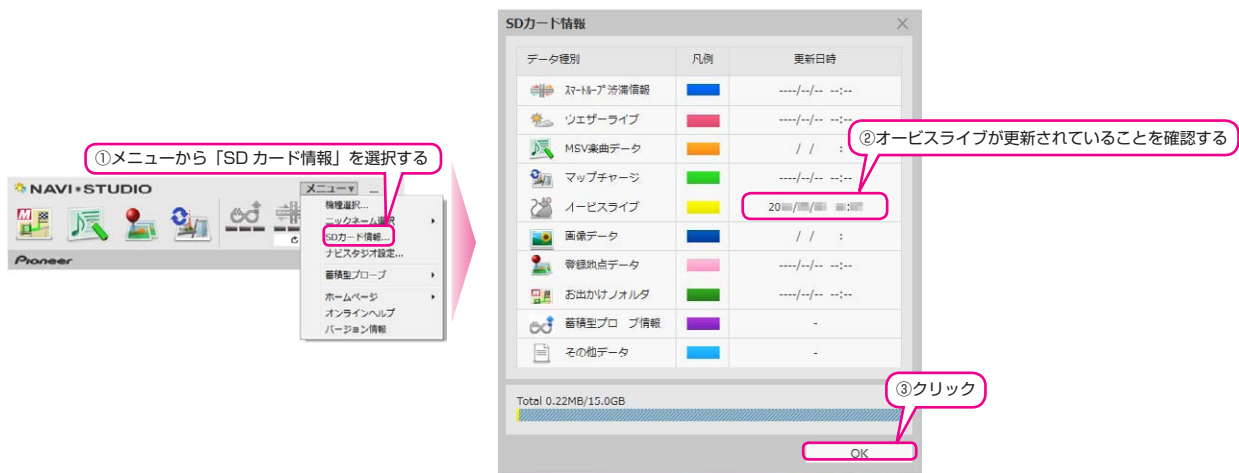 ①メニューから「SD カード情報」を選択する
NAVI*STUDIO
メニュー▼
機種選択...
ニックネーム選択
SDカード情報...
ナビスタジオ設定...
蓄積型プローブ
ホームページ
オンラインヘルプ
バージョン情報
Pioneer
SDカード情報
データ種別 凡例 更新日時
スマートループ渋滞情報 ----/--/-- --:--
ウェザーライブ ----/--/-- --:--
MSV楽曲データ / / :
マップチャージ ----/--/-- --:--
オービスライブ 20 / / :
画像データ / / :
登録地点データ ----/--/-- --:--
お出かけフォルダ ----/--/-- --:--
蓄積型プロ ブ情報 -
その他データ -
②オービスライブが更新されていることを確認する
Total 0.22MB/15.0GB
③クリック
OK